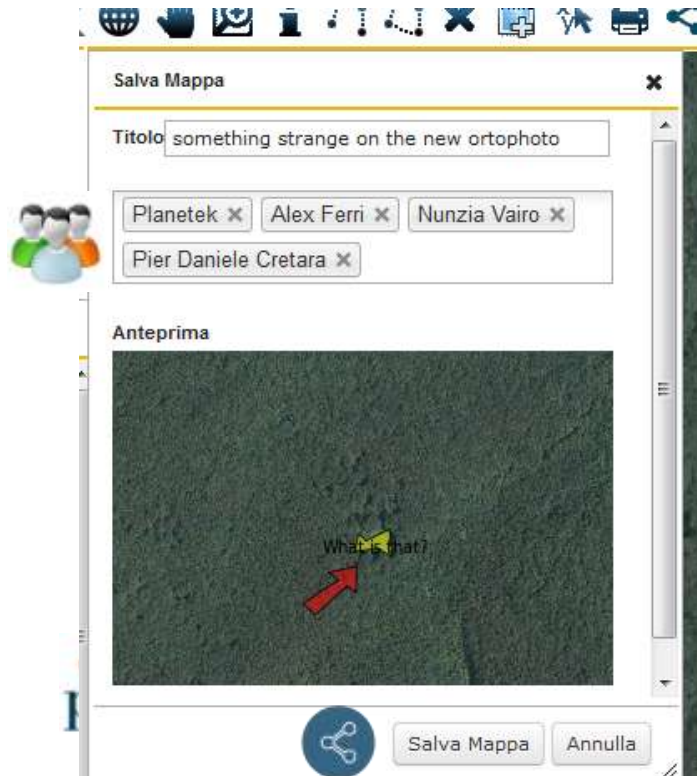 Salva Mappa
Titolo something strange on the new ortophoto
Planetek × Alex Ferri × Nunzia Vairo ×
Pier Daniele Cretara ×
Anteprima
What is that?
Salva Mappa Annulla